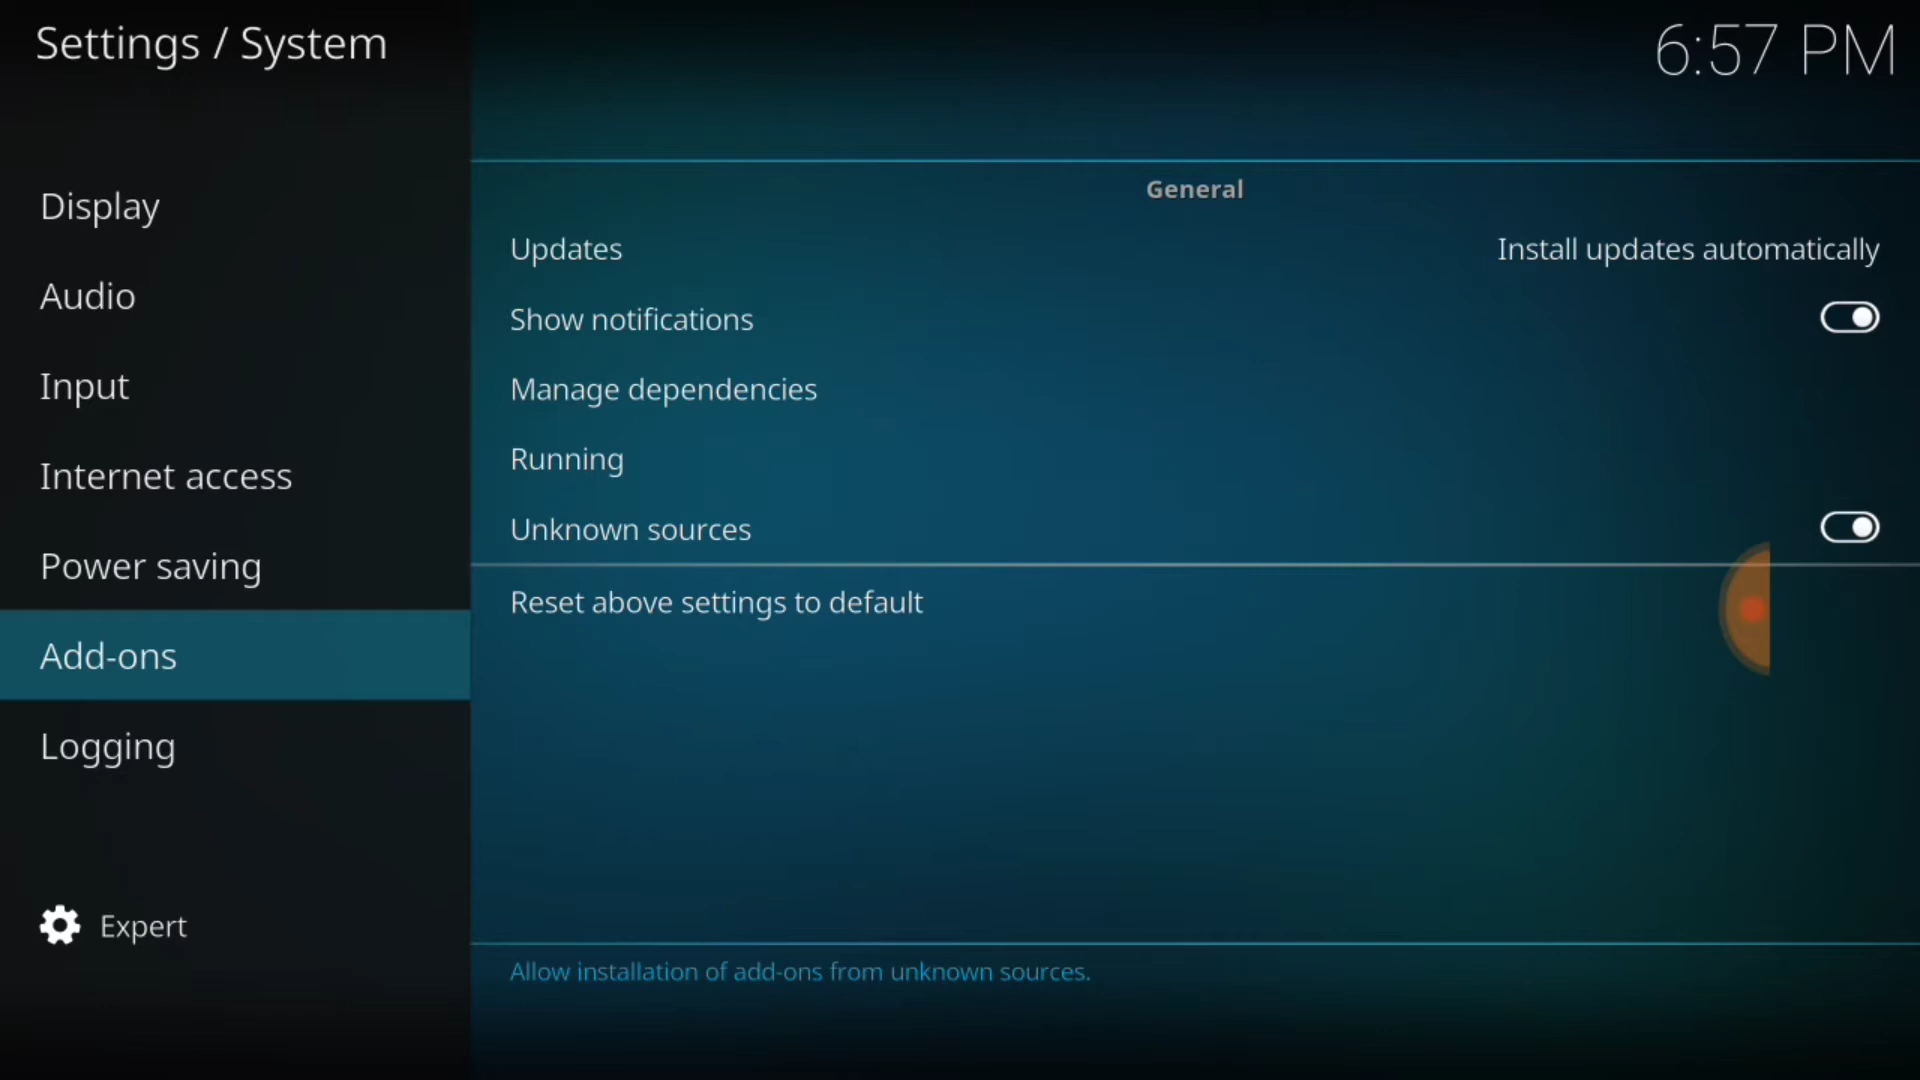 Settings / System
6:57 PM
Display
Audio
Input
Internet access
Power saving
Add-ons
Logging
Expert
General
Updates Install updates automatically
Show notifications
Manage dependencies
Running
Unknown sources
Reset above settings to default
Allow installation of add-ons from unknown sources.